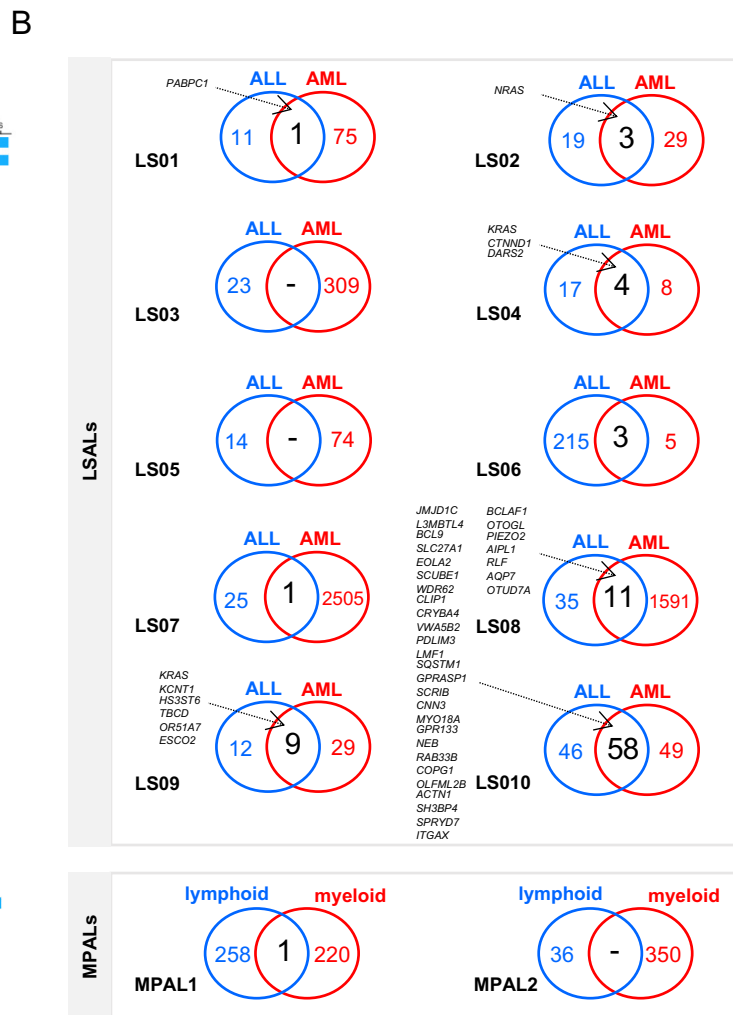 B
s
LSALs
PABPC1
ALL AML
11 1 75
LS01
NRAS
ALL AML
19 3 29
LS02
ALL AML
23 - 309
LS03
KRAS
CTNND1
DARS2
ALL AML
17 4 8
LS04
ALL AML
14 - 74
LS05
ALL AML
215 3 5
LS06
ALL AML
25 1 2505
LS07
BCLAF1
OTOGL
PIEZO2
AIPL1
RLF
AQP7
OTUD7A
ALL AML
35 11 1591
LS08
KRAS
KCNT1
HS3ST6
TBCD
OR51A7
ESCO2
ALL AML
12 9 29
LS09
JMJD1C
L3MBTL4
BCL9
SLC27A1
EOLA2
SCUBE1
WDR62
CLIP1
CRYBA4
VWA5B2
PDLIM3
LMF1
SQSTM1
GPRASP1
SCRIB
CNN3
MYO18A
GPR133
NEB
RAB33B
COPG1
OLFML2B
ACTN1
SH3BP4
SPRYD7
ITGAX
ALL AML
46 58 49
LS010
MPALs
lymphoid myeloid
258 1 220
MPAL1
lymphoid myeloid
36 - 350
MPAL2